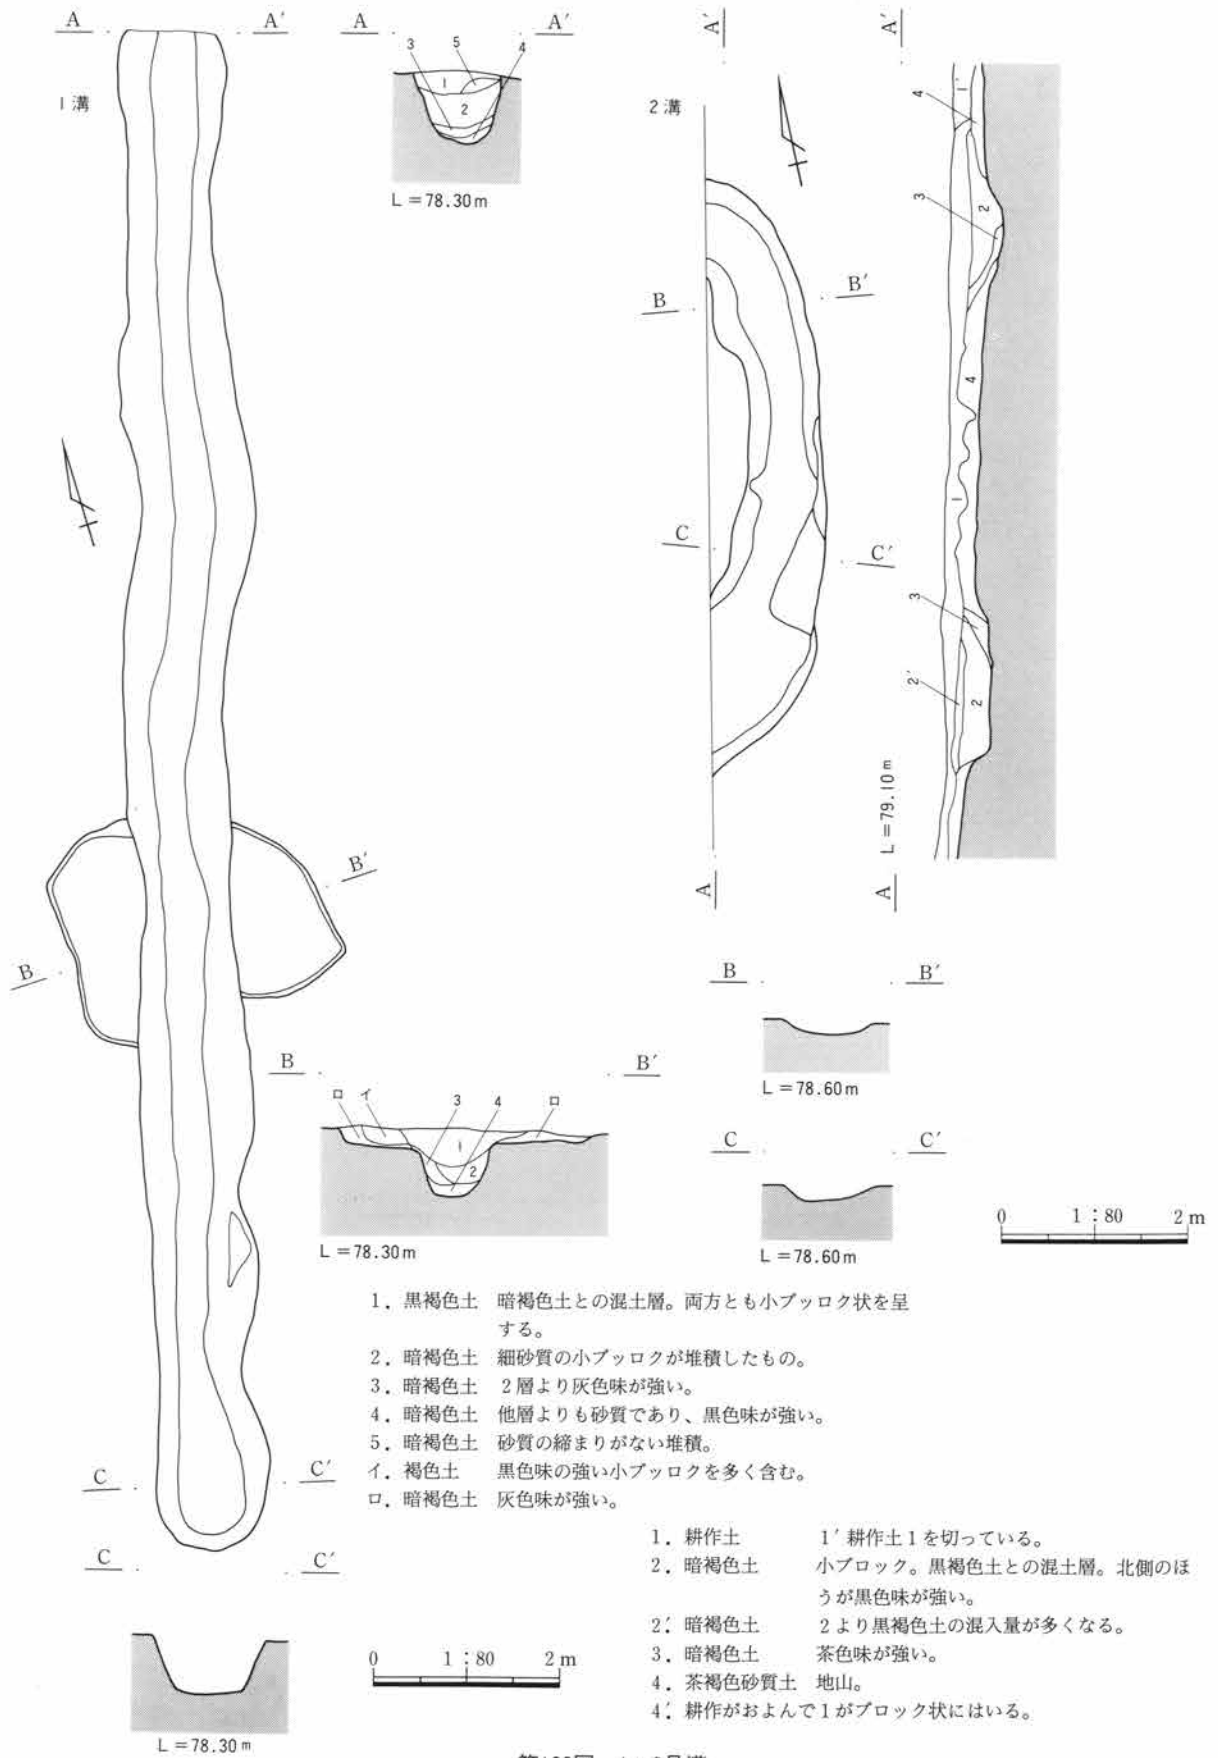 A A′ A A′ A′ A′
3 5 4
1
2
1溝
L＝78.30m
2溝
1′
4
2
3
B B′
4
C C′
1
3
2′
2
L＝79.10m
A A
B B′
B B′
L＝78.60m
B B′
ロ イ 3 4 ロ
1
2
L＝78.30m
C C′
L＝78.60m
0 1：80 2m
1．黒褐色土 暗褐色土との混土層。両方とも小ブッロク状を呈
する。
2．暗褐色土 細砂質の小ブッロクが堆積したもの。
3．暗褐色土 2層より灰色味が強い。
4．暗褐色土 他層よりも砂質であり、黒色味が強い。
5．暗褐色土 砂質の締まりがない堆積。
イ．褐色土 黒色味の強い小ブッロクを多く含む。
ロ．暗褐色土 灰色味が強い。
C C′
C C′
L＝78.30m
0 1：80 2m
1．耕作土 1′耕作土1を切っている。
2．暗褐色土 小ブロック。黒褐色土との混土層。北側のほ
うが黒色味が強い。
2′．暗褐色土 2より黒褐色土の混入量が多くなる。
3．暗褐色土 茶色味が強い。
4．茶褐色砂質土 地山。
4′．耕作がおよんで1がブロック状にはいる。